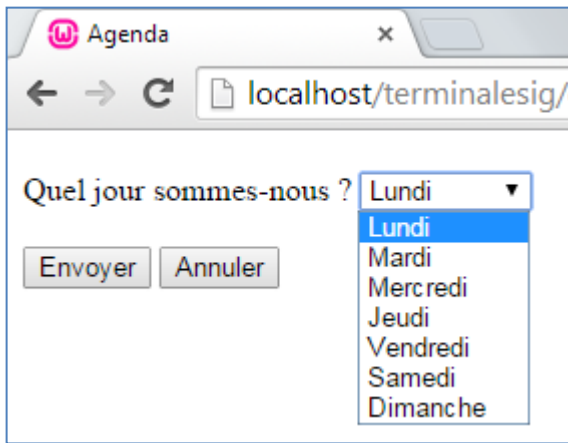 Agenda
localhost/terminalesig/
Quel jour sommes-nous ? Lundi
Lundi
Envoyer Annuler
Mardi
Mercredi
Jeudi
Vendredi
Samedi
Dimanche